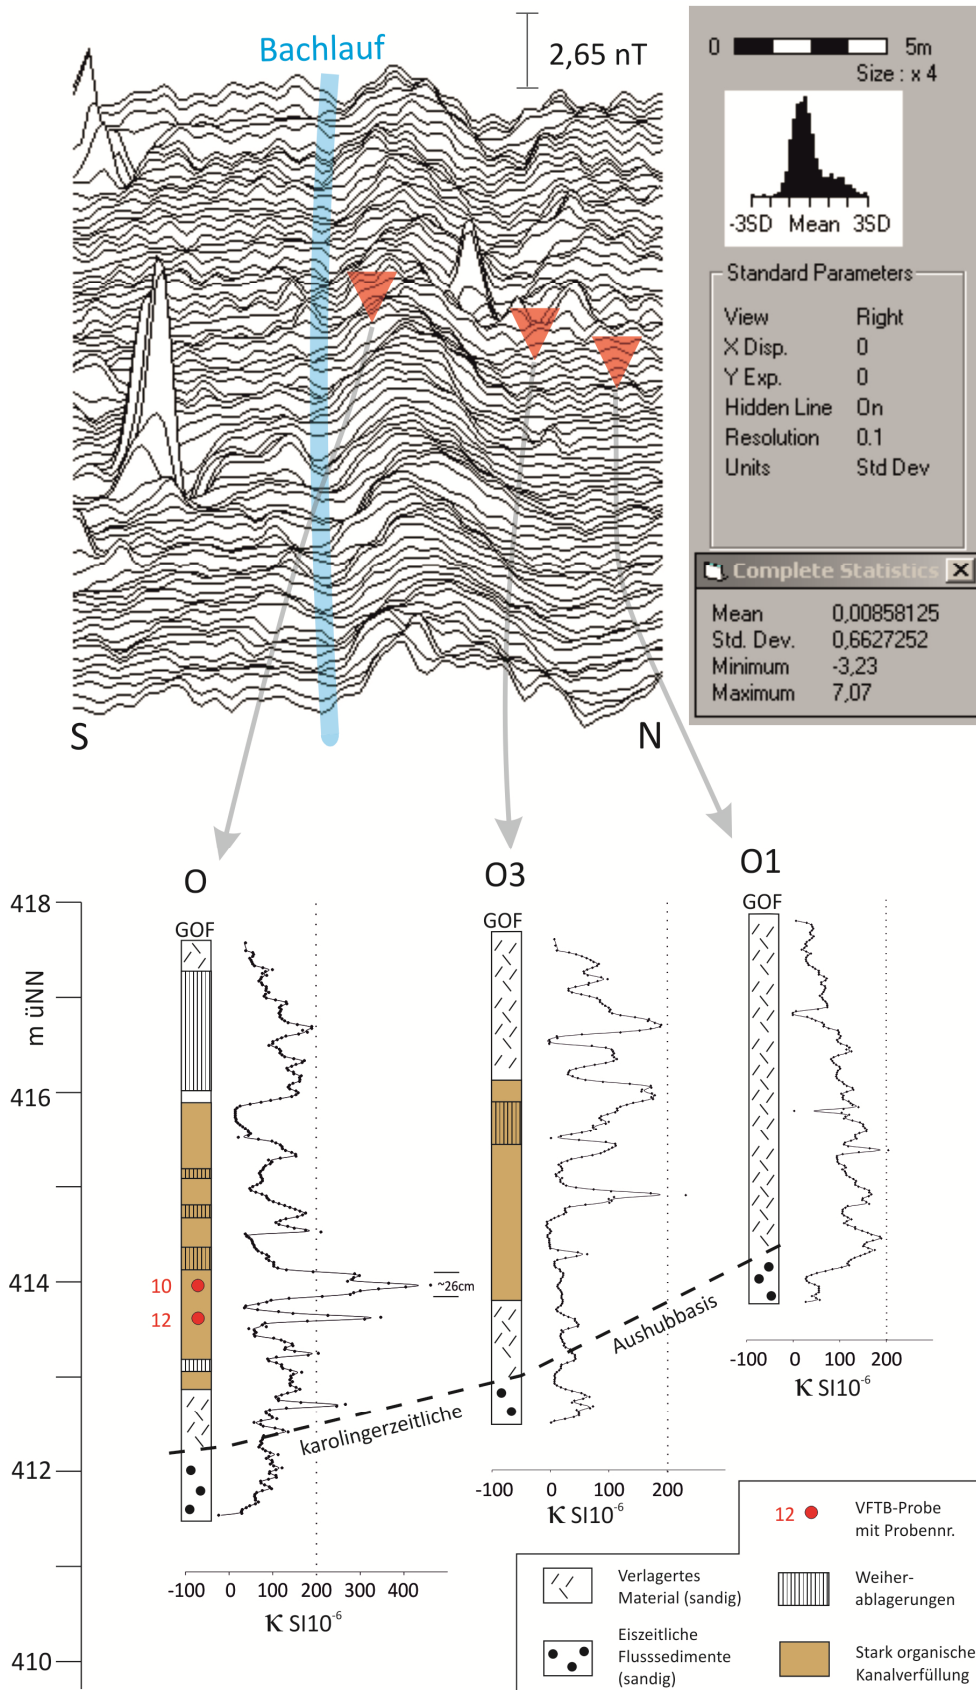 Bachlauf
2,65 nT
S
N
0 5m
Size : x 4
-3SD Mean 3SD
Standard Parameters
View Right
X Disp. 0
Y Exp. 0
Hidden Line On
Resolution 0.1
Units Std Dev
Complete Statistics
Mean 0,00858125
Std. Dev. 0,6627252
Minimum -3,23
Maximum 7,07
O
O3
O1
GOF
GOF
GOF
418
416
414
412
410
m üNN
10
12
~26cm
karolingerzeitliche
Aushubbasis
-100 0 100 200 300 400
κ SI10-6
-100 0 100 200
κ SI10-6
-100 0 100 200
κ SI10-6
12
VFTB-Probe
mit Probennr.
Verlagertes
Material (sandig)
Weiher-
ablagerungen
Eiszeitliche
Flusssedimente
(sandig)
Stark organische
Kanalverfüllung